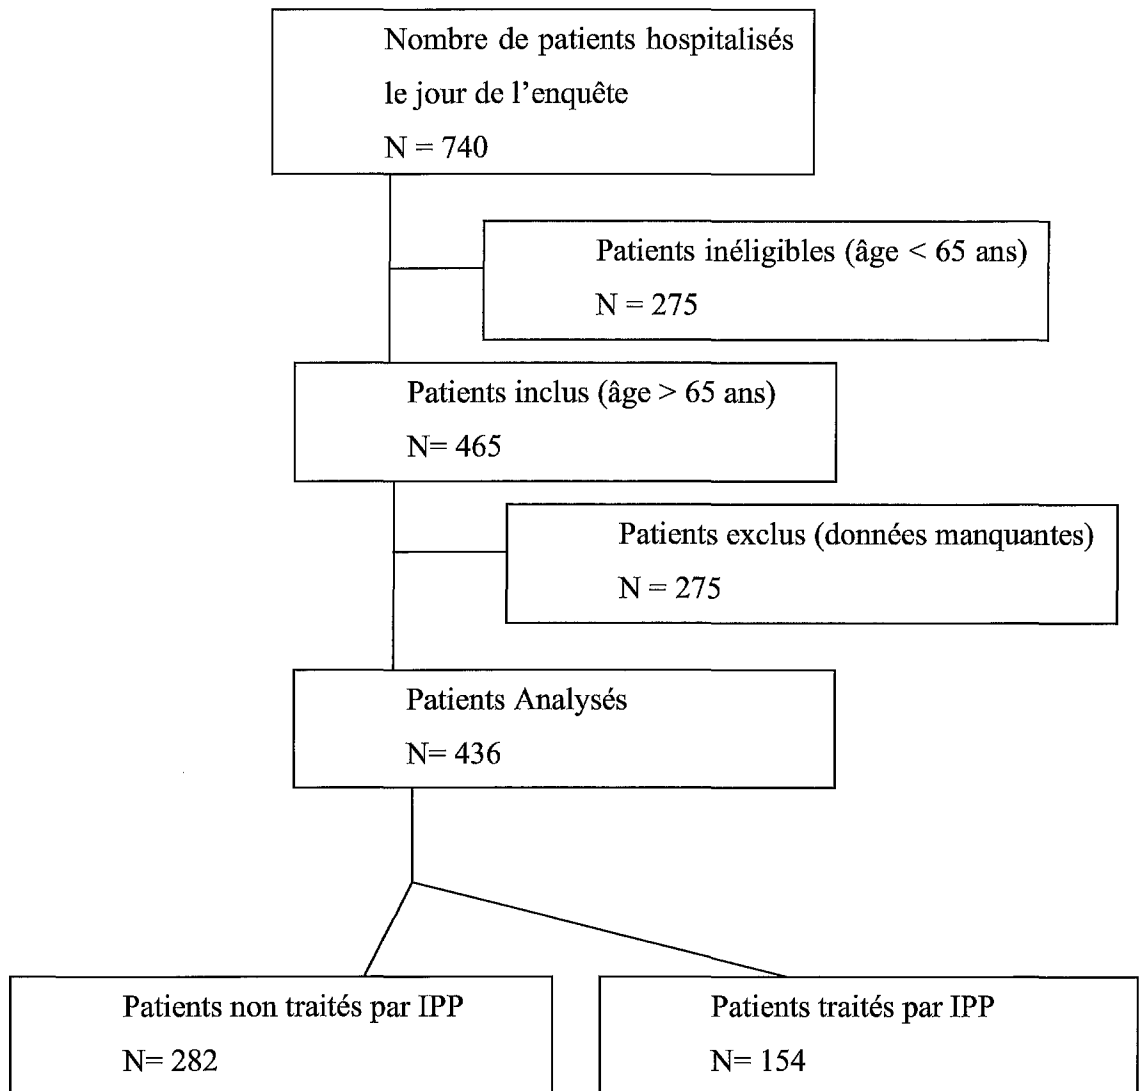 Nombre de patients hospitalisés
le jour de l'enquête
N = 740
Patients inéligibles (âge < 65 ans)
N = 275
Patients inclus (âge > 65 ans)
N= 465
Patients exclus (données manquantes)
N = 275
Patients Analysés
N= 436
Patients non traités par IPP
N= 282
Patients traités par IPP
N= 154